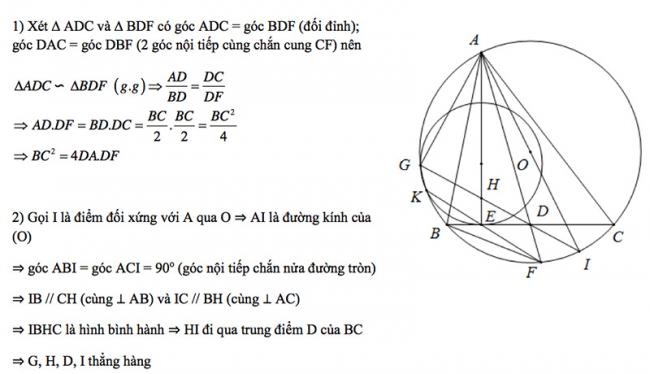 1) Xét Δ ADC và Δ BDF có góc ADC = góc BDF (đối đỉnh);
góc DAC = góc DBF (2 góc nội tiếp cùng chắn cung CF) nên
ΔADC ∽ ΔBDF (g.g) ⇒ AD/BD = DC/DF
⇒ AD.DF = BD.DC = BC/2 . BC/2 = BC²/4
⇒ BC² = 4DA.DF
2) Gọi I là điểm đối xứng với A qua O ⇒ AI là đường kính của
(O)
⇒ góc ABI = góc ACI = 90° (góc nội tiếp chắn nửa đường tròn)
⇒ IB // CH (cùng ⊥ AB) và IC // BH (cùng ⊥ AC)
⇒ IBHC là hình bình hành ⇒ HI đi qua trung điểm D của BC
⇒ G, H, D, I thẳng hàng
A
G
O
H
K
E
D
B
C
F
I